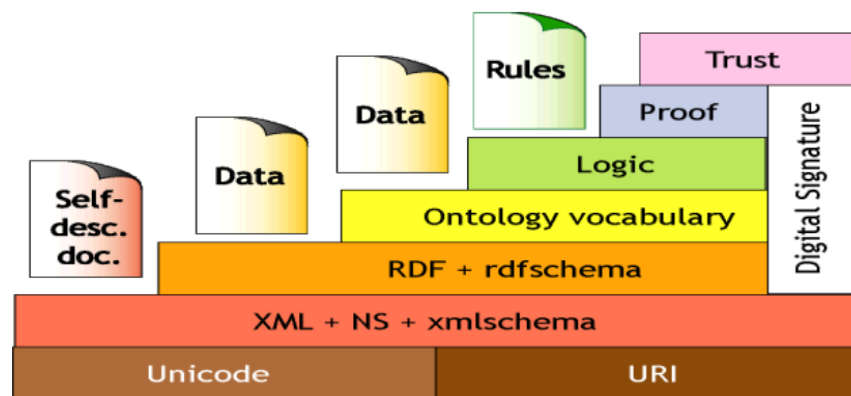 Rules
Trust
Data
Proof
Data
Logic
Self-
desc.
doc.
Ontology vocabulary
Digital Signature
RDF + rdfschema
XML + NS + xmlschema
Unicode
URI